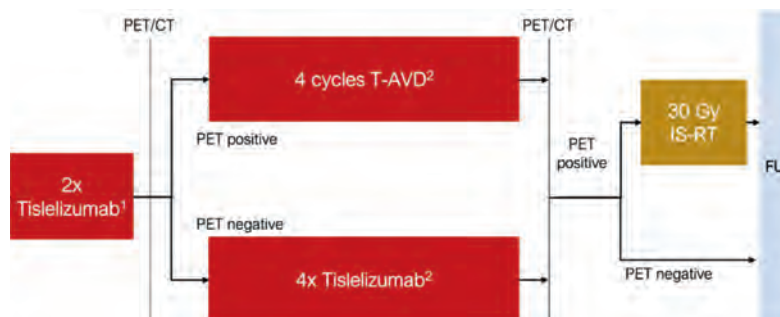 PET/CT
PET/CT
4 cycles T-AVD²
PET positive
30 Gy
IS-RT
PET
positive
FU
2x
Tislelizumab¹
PET negative
4x Tislelizumab²
PET negative